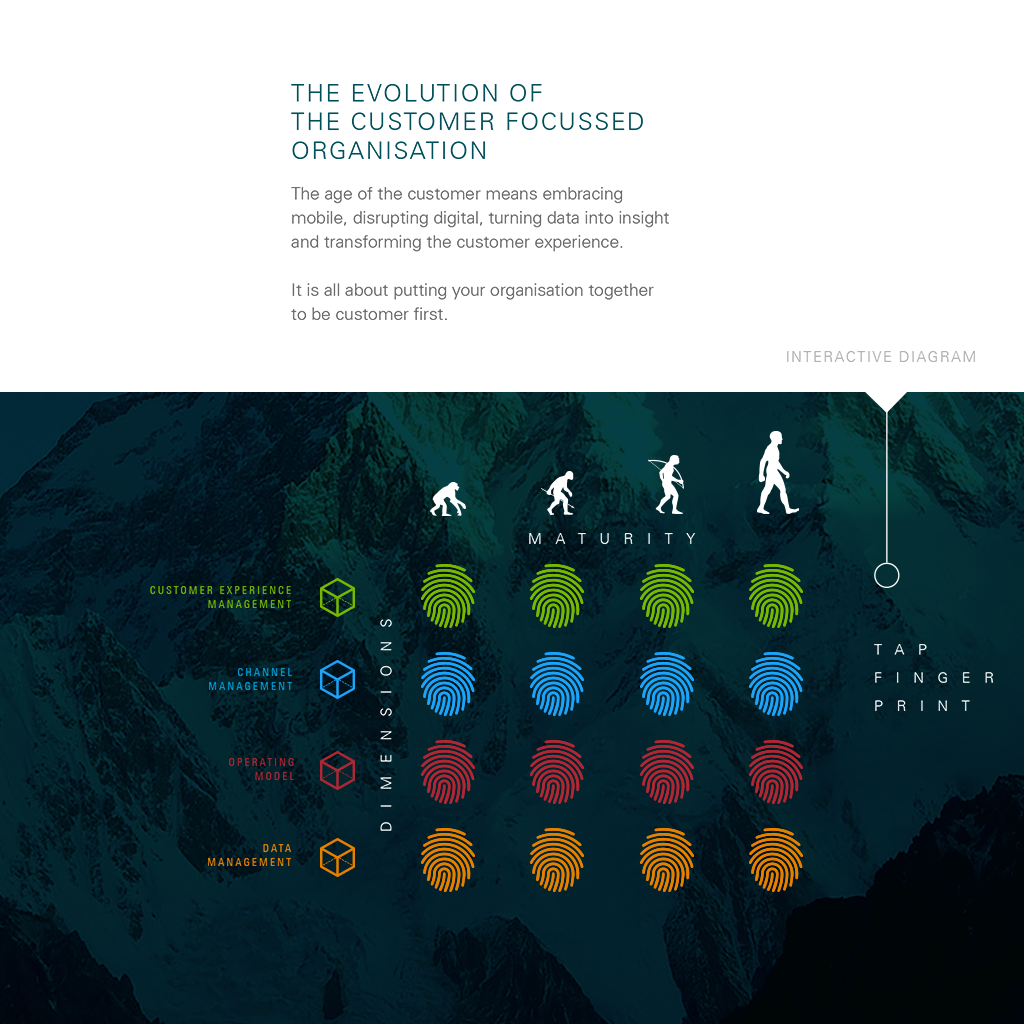 THE EVOLUTION OF
THE CUSTOMER FOCUSSED
ORGANISATION
The age of the customer means embracing
mobile, disrupting digital, turning data into insight
and transforming the customer experience.
It is all about putting your organisation together
to be customer first.
INTERACTIVE DIAGRAM
MATURITY
CUSTOMER EXPERIENCE
MANAGEMENT
CHANNEL
MANAGEMENT
OPERATING
MODEL
DATA
MANAGEMENT
DIMENSIONS
TAP
FINGER
PRINT